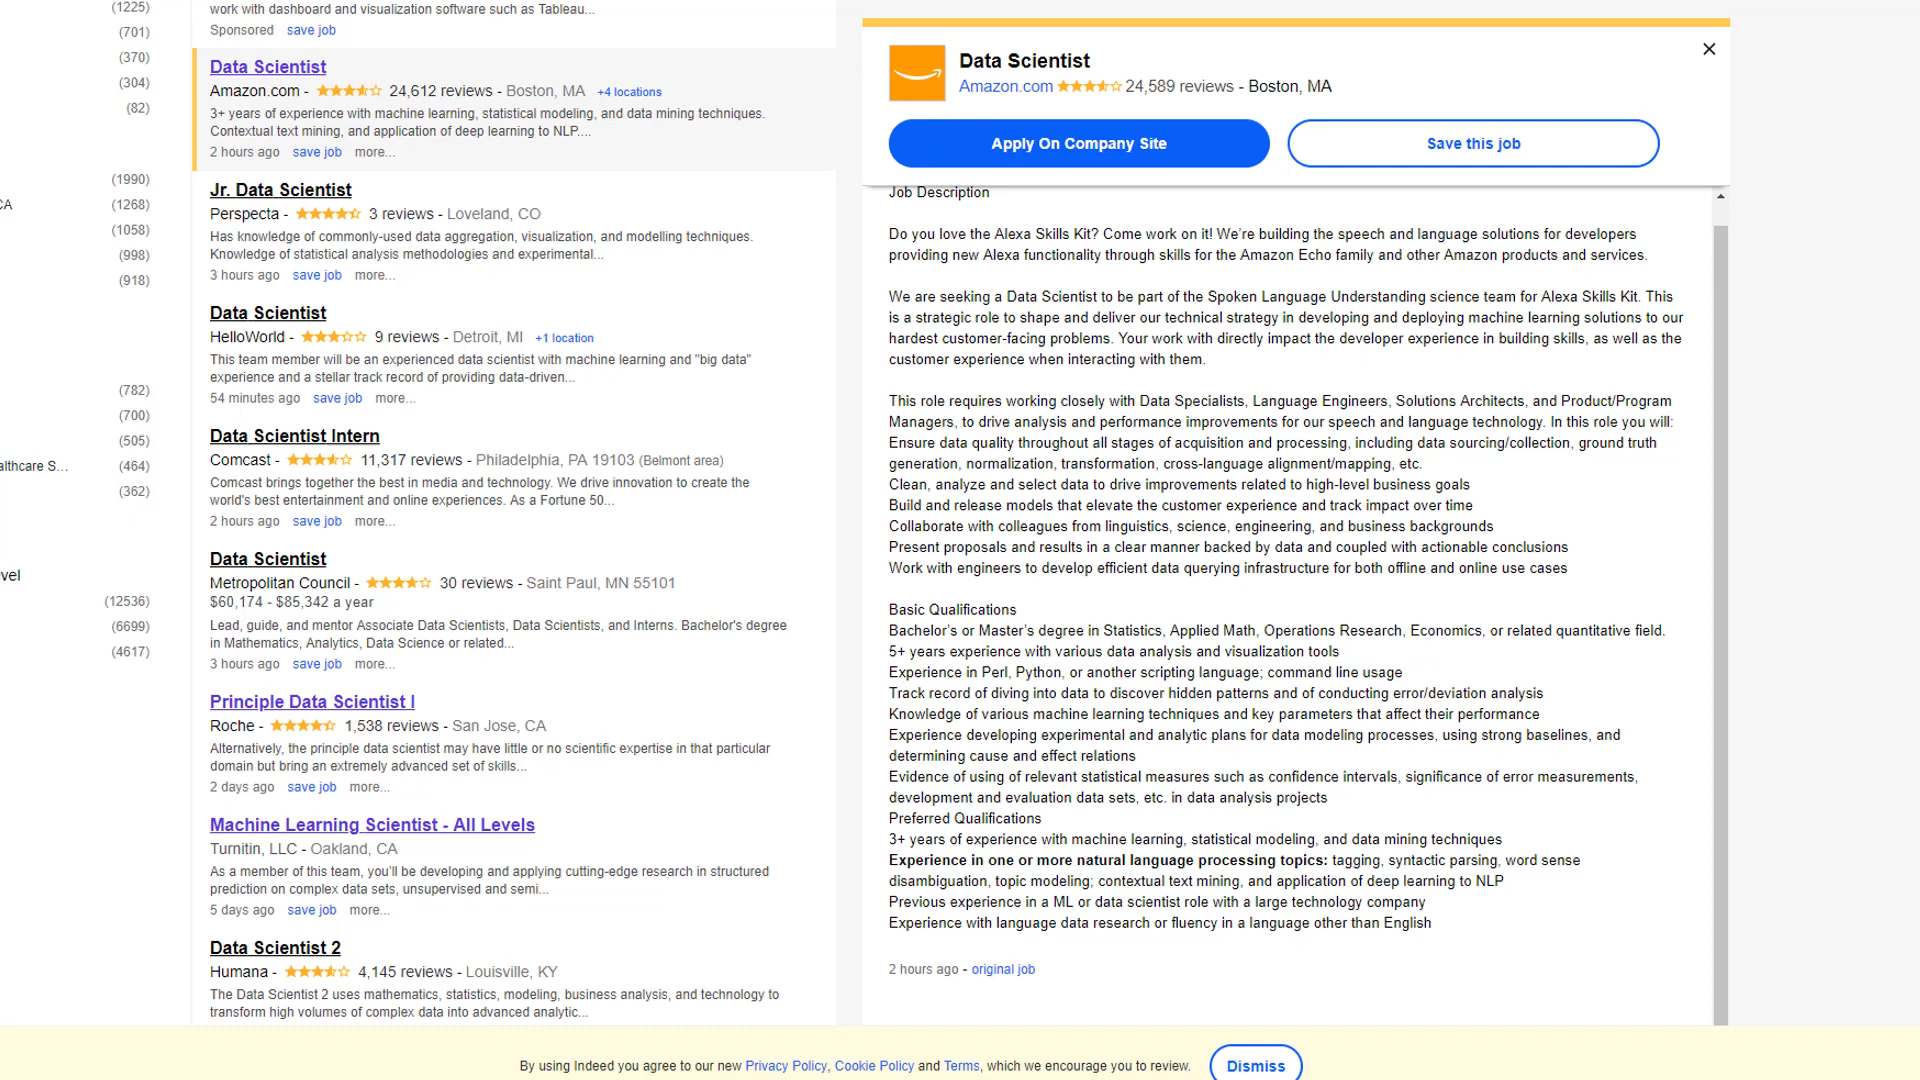 (1225)
(701)
(370)
(304)
(82)
(1990)
CA (1268)
(1058)
(998)
(918)
(782)
(700)
(505)
althcare S... (464)
(362)
vel
(12536)
(6699)
(4617)
work with dashboard and visualization software such as Tableau...
Sponsored save job
Data Scientist
Amazon.com - 24,612 reviews - Boston, MA +4 locations
3+ years of experience with machine learning, statistical modeling, and data mining techniques.
Contextual text mining, and application of deep learning to NLP....
2 hours ago save job more...
Jr. Data Scientist
Perspecta - 3 reviews - Loveland, CO
Has knowledge of commonly-used data aggregation, visualization, and modelling techniques.
Knowledge of statistical analysis methodologies and experimental...
3 hours ago save job more...
Data Scientist
HelloWorld - 9 reviews - Detroit, MI +1 location
This team member will be an experienced data scientist with machine learning and "big data"
experience and a stellar track record of providing data-driven...
54 minutes ago save job more...
Data Scientist Intern
Comcast - 11,317 reviews - Philadelphia, PA 19103 (Belmont area)
Comcast brings together the best in media and technology. We drive innovation to create the
world's best entertainment and online experiences. As a Fortune 50...
2 hours ago save job more...
Data Scientist
Metropolitan Council - 30 reviews - Saint Paul, MN 55101
$60,174 - $85,342 a year
Lead, guide, and mentor Associate Data Scientists, Data Scientists, and Interns. Bachelor's degree
in Mathematics, Analytics, Data Science or related...
3 hours ago save job more...
Principle Data Scientist I
Roche - 1,538 reviews - San Jose, CA
Alternatively, the principle data scientist may have little or no scientific expertise in that particular
domain but bring an extremely advanced set of skills...
2 days ago save job more...
Machine Learning Scientist - All Levels
Turnitin, LLC - Oakland, CA
As a member of this team, you'll be developing and applying cutting-edge research in structured
prediction on complex data sets, unsupervised and semi...
5 days ago save job more...
Data Scientist 2
Humana - 4,145 reviews - Louisville, KY
The Data Scientist 2 uses mathematics, statistics, modeling, business analysis, and technology to
transform high volumes of complex data into advanced analytic...
Data Scientist
Amazon.com 24,589 reviews - Boston, MA
Apply On Company Site Save this job
Job Description
Do you love the Alexa Skills Kit? Come work on it! We're building the speech and language solutions for developers
providing new Alexa functionality through skills for the Amazon Echo family and other Amazon products and services.
We are seeking a Data Scientist to be part of the Spoken Language Understanding science team for Alexa Skills Kit. This
is a strategic role to shape and deliver our technical strategy in developing and deploying machine learning solutions to our
hardest customer-facing problems. Your work with directly impact the developer experience in building skills, as well as the
customer experience when interacting with them.
This role requires working closely with Data Specialists, Language Engineers, Solutions Architects, and Product/Program
Managers, to drive analysis and performance improvements for our speech and language technology. In this role you will:
Ensure data quality throughout all stages of acquisition and processing, including data sourcing/collection, ground truth
generation, normalization, transformation, cross-language alignment/mapping, etc.
Clean, analyze and select data to drive improvements related to high-level business goals
Build and release models that elevate the customer experience and track impact over time
Collaborate with colleagues from linguistics, science, engineering, and business backgrounds
Present proposals and results in a clear manner backed by data and coupled with actionable conclusions
Work with engineers to develop efficient data querying infrastructure for both offline and online use cases
Basic Qualifications
Bachelor's or Master's degree in Statistics, Applied Math, Operations Research, Economics, or related quantitative field.
5+ years experience with various data analysis and visualization tools
Experience in Perl, Python, or another scripting language; command line usage
Track record of diving into data to discover hidden patterns and of conducting error/deviation analysis
Knowledge of various machine learning techniques and key parameters that affect their performance
Experience developing experimental and analytic plans for data modeling processes, using strong baselines, and
determining cause and effect relations
Evidence of using of relevant statistical measures such as confidence intervals, significance of error measurements,
development and evaluation data sets, etc. in data analysis projects
Preferred Qualifications
3+ years of experience with machine learning, statistical modeling, and data mining techniques
Experience in one or more natural language processing topics: tagging, syntactic parsing, word sense
disambiguation, topic modeling; contextual text mining, and application of deep learning to NLP
Previous experience in a ML or data scientist role with a large technology company
Experience with language data research or fluency in a language other than English
2 hours ago - original job
By using Indeed you agree to our new Privacy Policy, Cookie Policy and Terms, which we encourage you to review. Dismiss